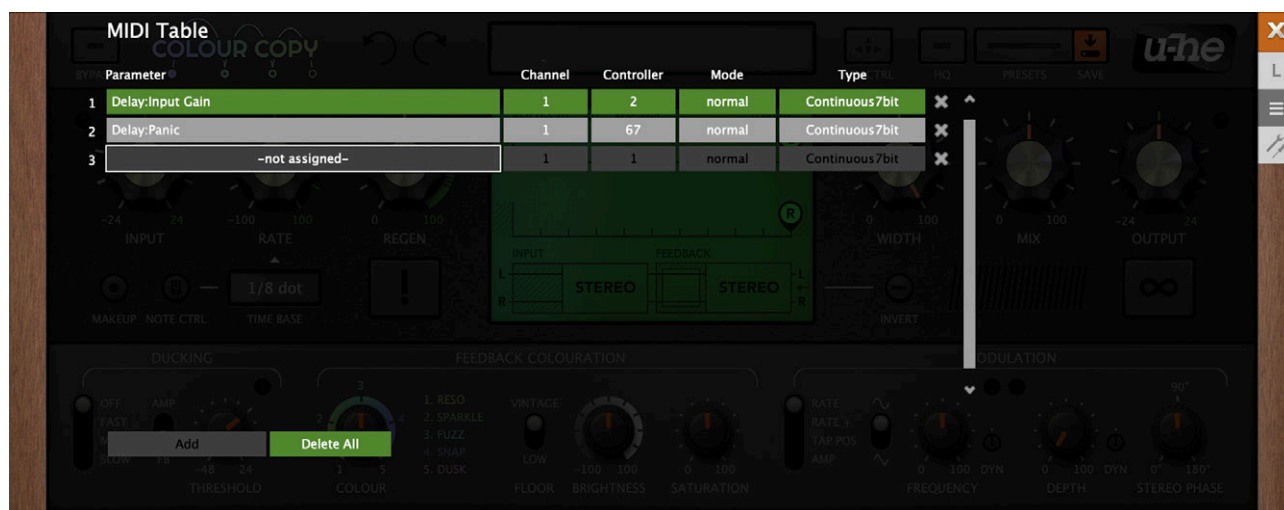 MIDI Table
COLOUR COPY
u-he
BYPA
CTRL
HQ
PRESETS
SAVE
Parameter Channel Controller Mode Type
1 Delay:Input Gain 1 2 normal Continuous7bit
2 Delay:Panic 1 67 normal Continuous7bit
3 -not assigned- 1 1 normal Continuous7bit
X
L
R
-24 24 -100 100 0 100 0 100 0 100 -24 24
INPUT RATE REGEN WIDTH MIX OUTPUT
INPUT FEEDBACK
L STEREO STEREO L
R R
1/8 dot
!
∞
MAKEUP NOTE CTRL TIME BASE INVERT
DUCKING FEEDBACK COLOURATION ODULATION
OFF AMP
FAST
M
SLOW FB
-48 24
THRESHOLD
3
2 4
1 5
COLOUR
1. RESO
2. SPARKLE
3. FUZZ
4. SNAP
5. DUSK
VINTAGE
LOW
FLOOR
-100 100
BRIGHTNESS
0 100
SATURATION
RATE
RATE +
TAP POS
AMP
0 100 DYN
FREQUENCY
0 100 DYN
DEPTH
90°
0° 180°
STEREO PHASE
Add Delete All